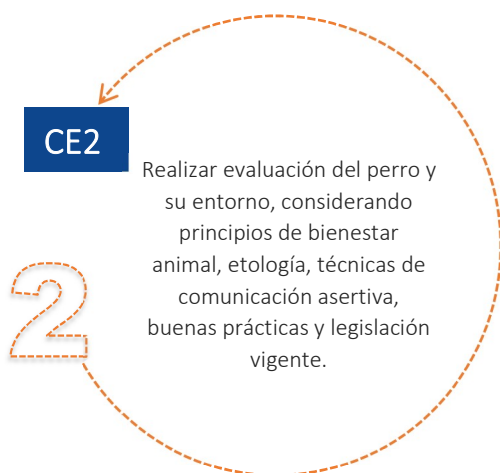 CE2
Realizar evaluación del perro y
su entorno, considerando
principios de bienestar
animal, etología, técnicas de
comunicación asertiva,
buenas prácticas y legislación
vigente.
2